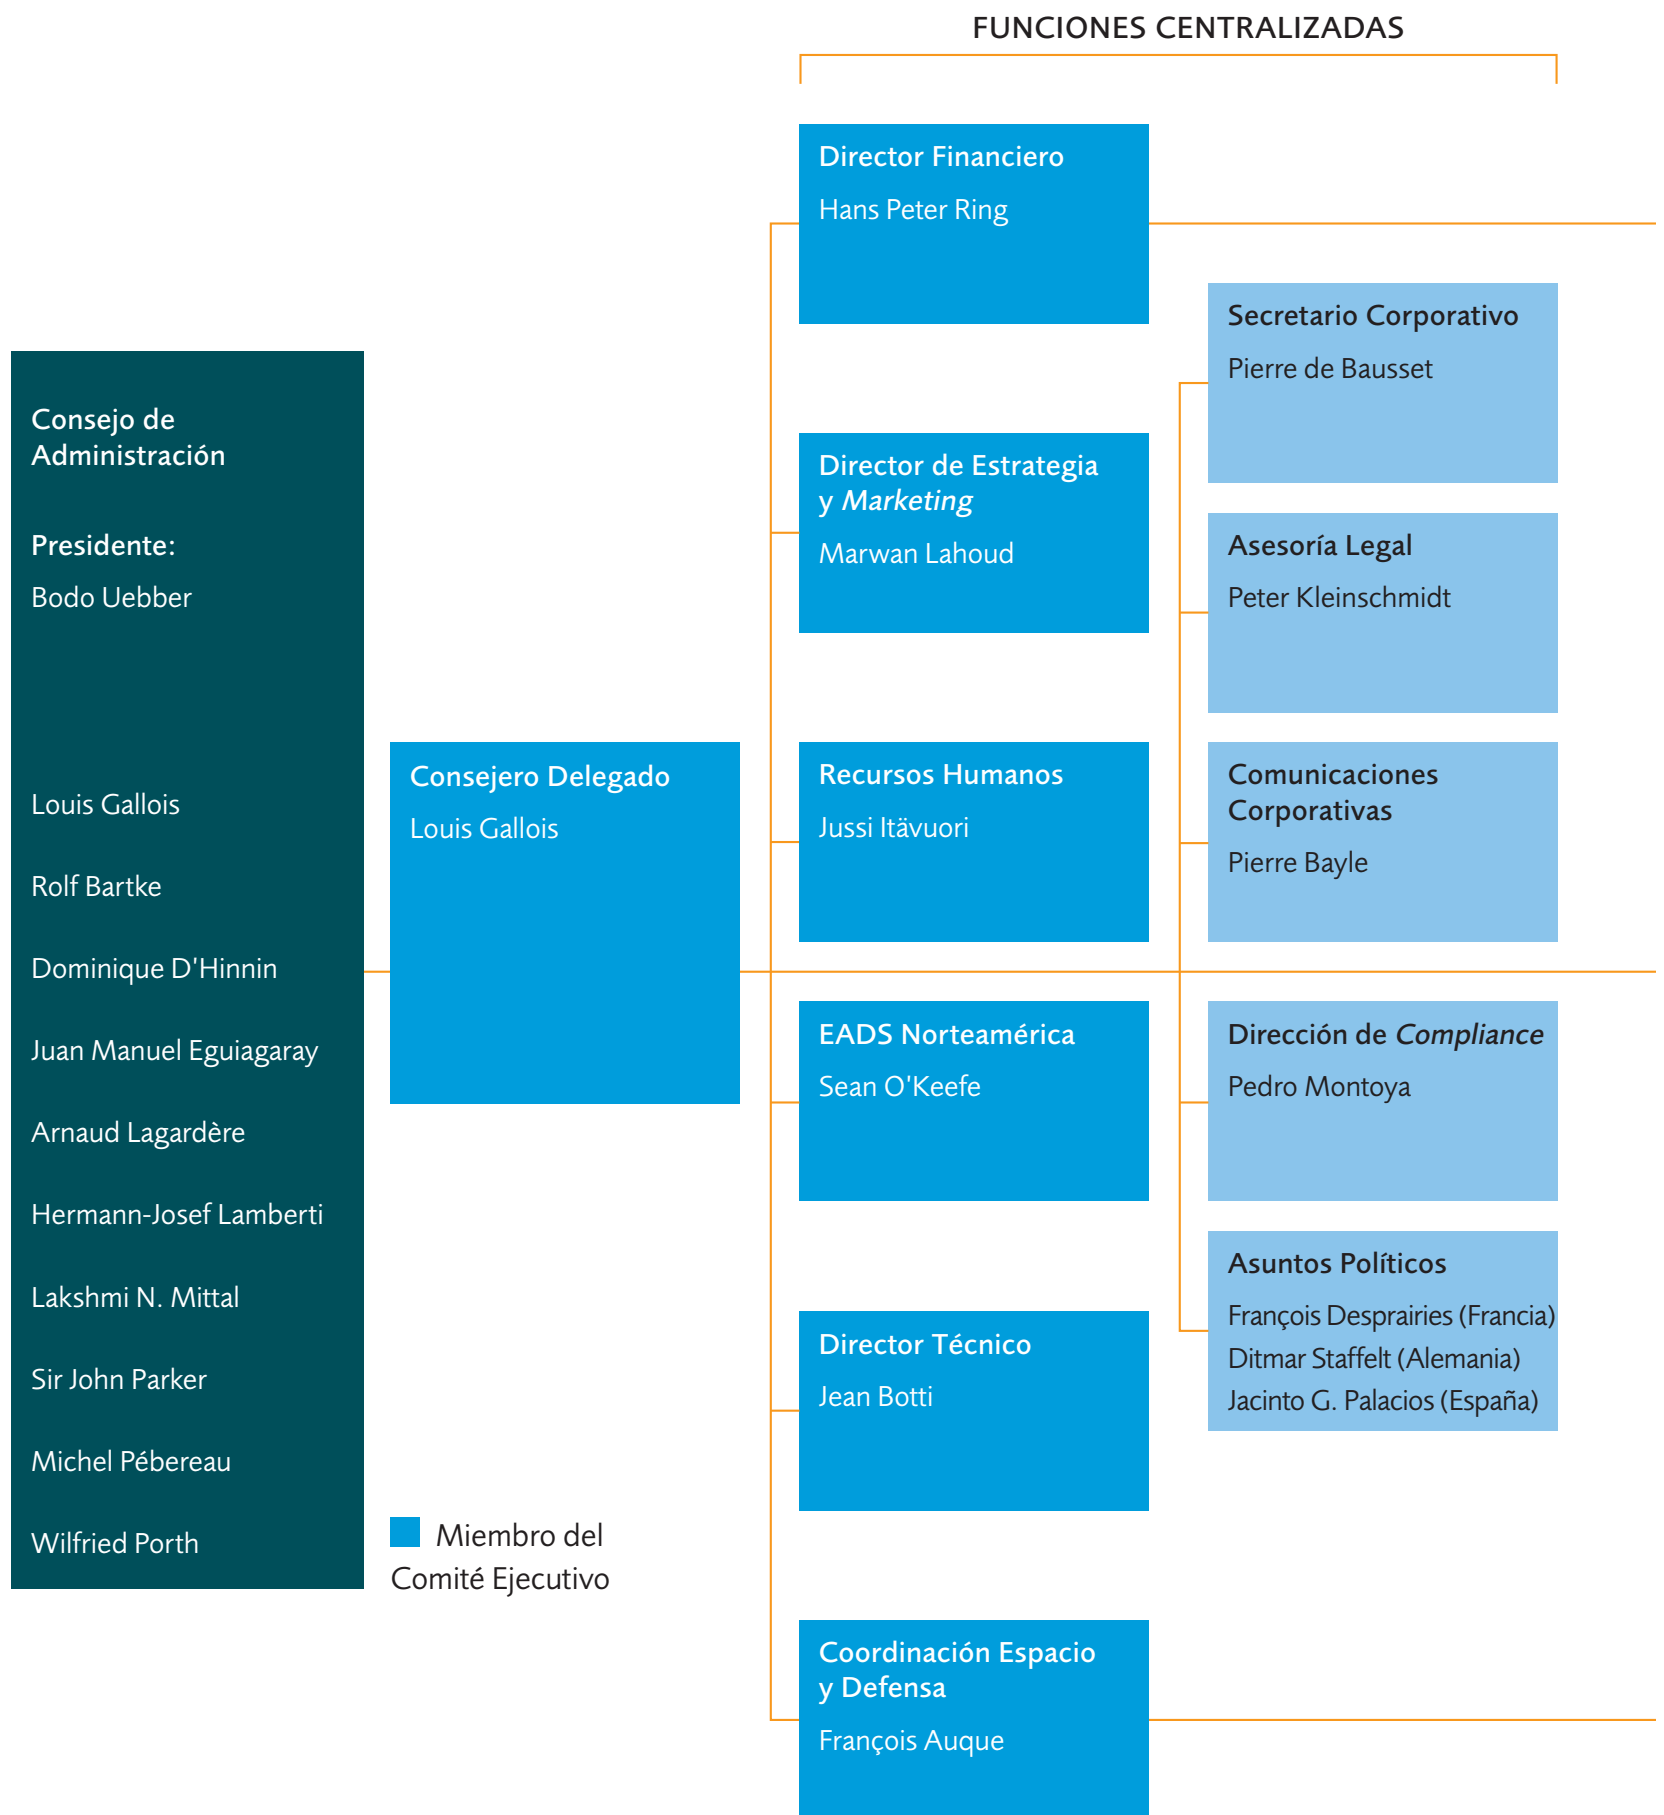 FUNCIONES CENTRALIZADAS
Consejo de
Administración
Presidente:
Bodo Uebber
Louis Gallois
Rolf Bartke
Dominique D'Hinnin
Juan Manuel Eguiagaray
Arnaud Lagardère
Hermann-Josef Lamberti
Lakshmi N. Mittal
Sir John Parker
Michel Pébereau
Wilfried Porth
Consejero Delegado
Louis Gallois
Miembro del
Comité Ejecutivo
Director Financiero
Hans Peter Ring
Director de Estrategia
y Marketing
Marwan Lahoud
Recursos Humanos
Jussi Itävuori
EADS Norteamérica
Sean O'Keefe
Director Técnico
Jean Botti
Coordinación Espacio
y Defensa
François Auque
Secretario Corporativo
Pierre de Bausset
Asesoría Legal
Peter Kleinschmidt
Comunicaciones
Corporativas
Pierre Bayle
Dirección de Compliance
Pedro Montoya
Asuntos Políticos
François Desprairies (Francia)
Ditmar Staffelt (Alemania)
Jacinto G. Palacios (España)